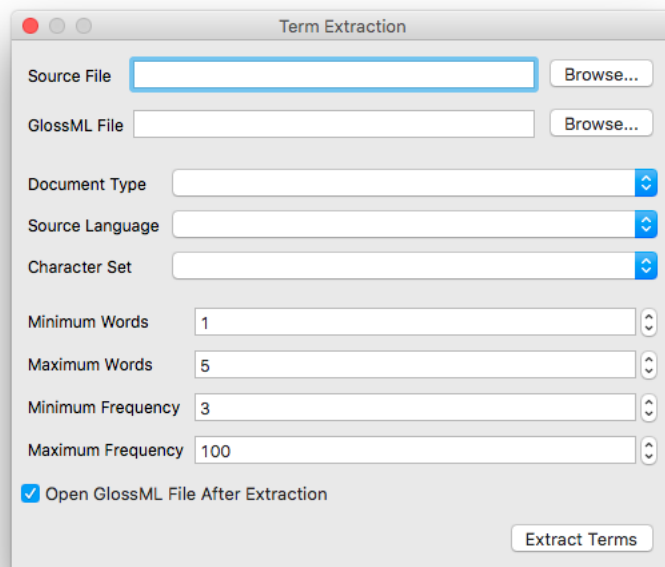 Term Extraction
Source File Browse...
GlossML File Browse...
Document Type
Source Language
Character Set
Minimum Words 1
Maximum Words 5
Minimum Frequency 3
Maximum Frequency 100
Open GlossML File After Extraction
Extract Terms